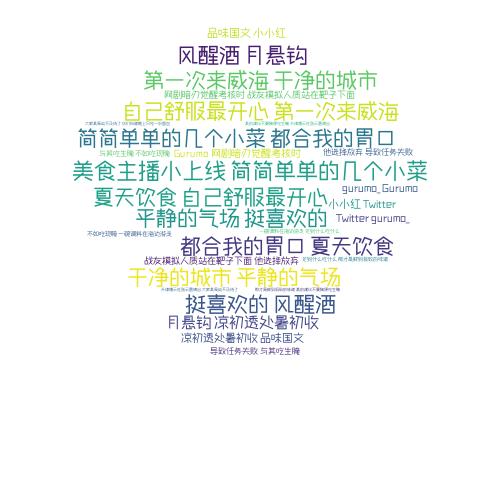 品味国文 小小红
风醒酒 月悬钩
第一次来威海 干净的城市
网剧暗刃觉醒考核时 战友模拟人质站在靶子下面
自己舒服最开心 第一次来威海
简简单单的几个小菜 都合我的胃口
与其吃生腌 不如吃现腌 Gurumo 网剧暗刃觉醒考核时 他选择放弃 导致任务失败
美食主播小上线 简简单单的几个小菜
gurumo_ Gurumo
夏天饮食 自己舒服最开心
小小红 Twitter
平静的气场 挺喜欢的
Twitter gurumo_
都合我的胃口 夏天饮食
战友模拟人质站在靶子下面 他选择放弃
干净的城市 平静的气场
挺喜欢的 风醒酒
月悬钩 凉初透处暑初收
凉初透处暑初收 品味国文
导致任务失败 与其吃生腌